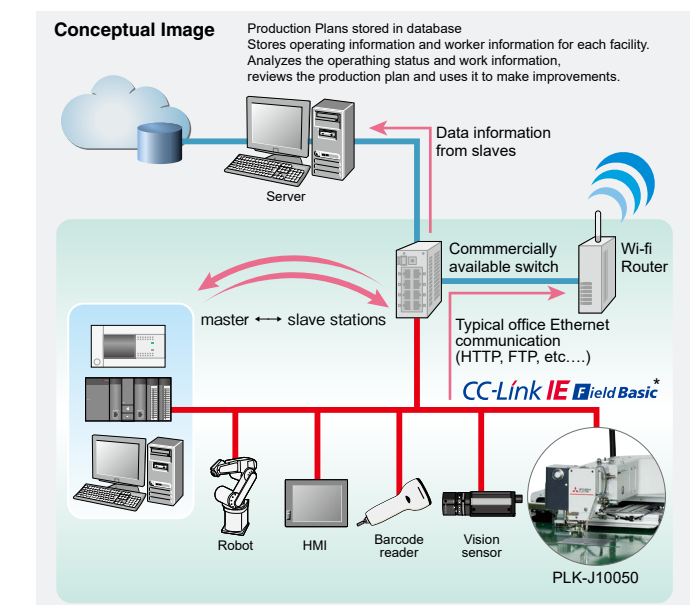 Conceptual Image
Production Plans stored in database
Stores operating information and worker information for each facility.
Analyzes the operathing status and work information,
reviews the production plan and uses it to make improvements.
Data information
from slaves
Server
Commmercially
available switch
Wi-fi
Router
master ⟷ slave stations
Typical office Ethernet
communication
(HTTP, FTP, etc.…)
CC-Link IE Field Basic*
Robot
HMI
Barcode
reader
Vision
sensor
PLK-J10050